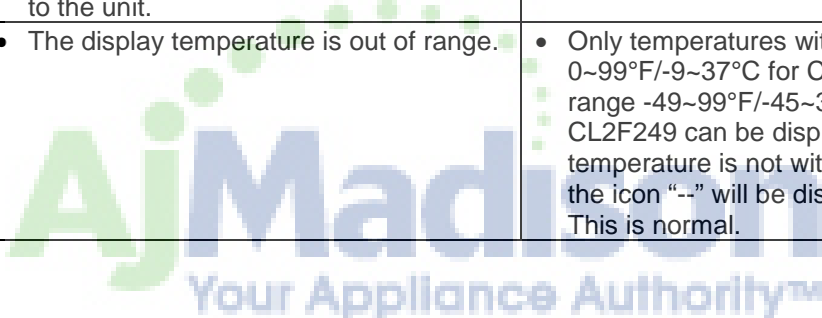 to the unit.
• The display temperature is out of range.
• Only temperatures wit
0~99°F/-9~37°C for C
range -49~99°F/-45~3
CL2F249 can be disp
temperature is not wit
the icon “--” will be dis
This is normal.
AjMadison
Your Appliance Authority™